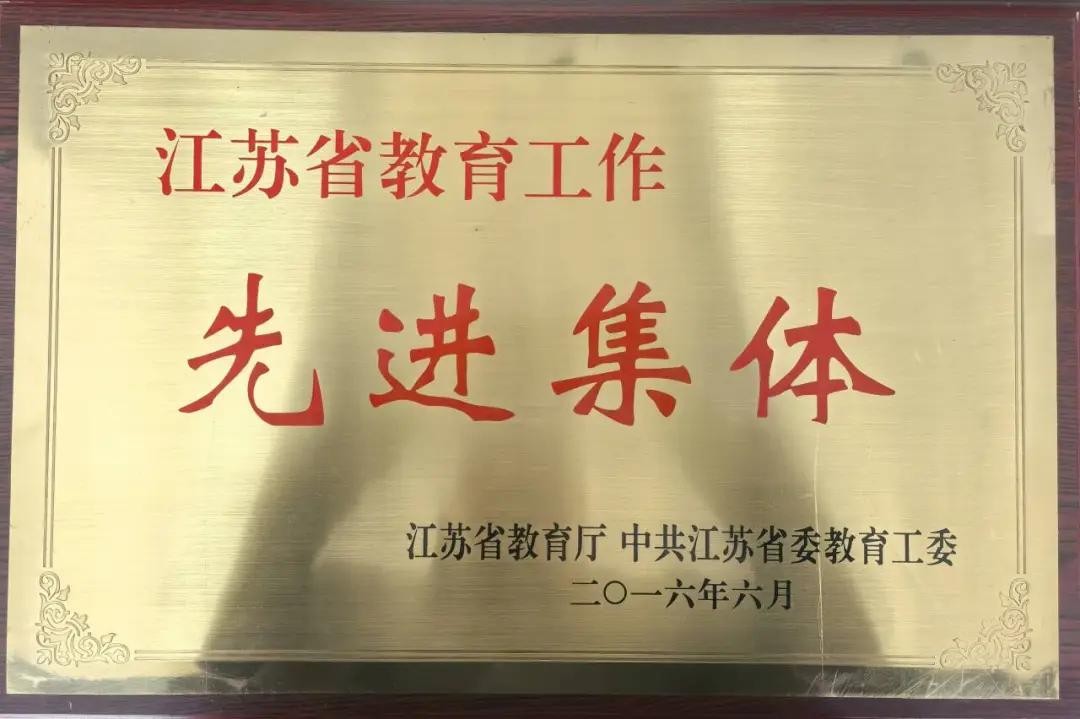 江苏省教育工作
先进集体
江苏省教育厅 中共江苏省委教育工委
二〇一六年六月